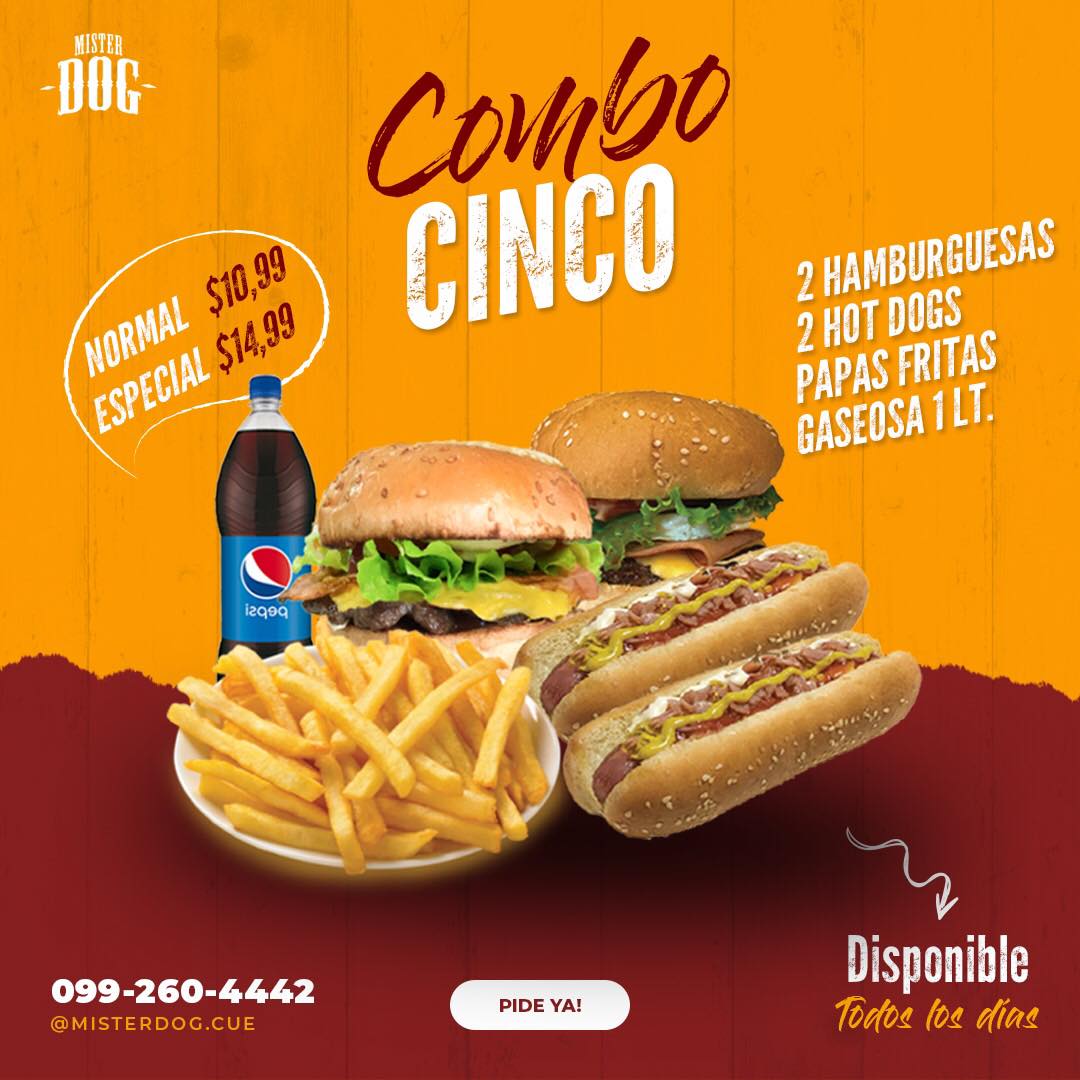 MISTER
DOG
Combo
CINCO
NORMAL $10,99
ESPECIAL $14,99
2 HAMBURGUESAS
2 HOT DOGS
PAPAS FRITAS
GASEOSA 1 LT.
pepsi
Disponible
Todos los días
099-260-4442
@MISTERDOG.CUE
PIDE YA!